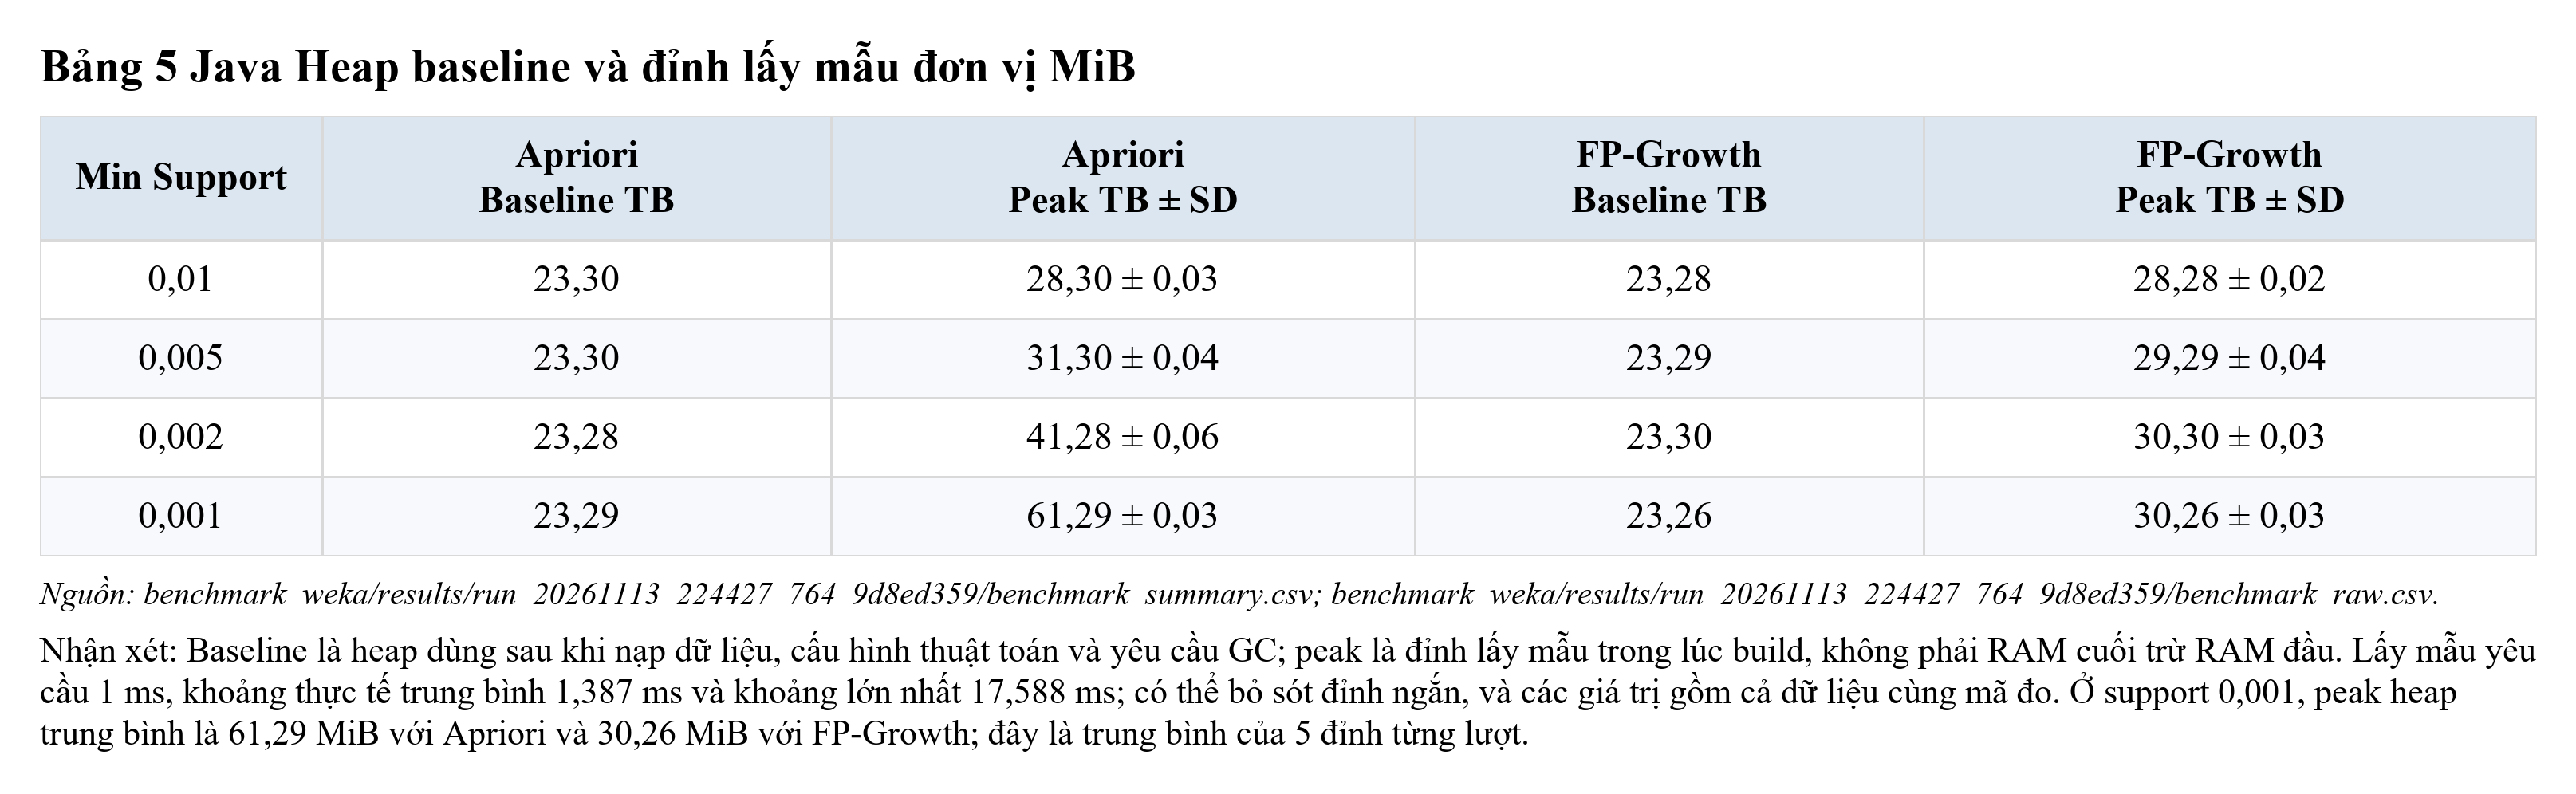 Bảng 5 Java Heap baseline và đỉnh lấy mẫu đơn vị MiB
Min Support
Apriori
Baseline TB
Apriori
Peak TB ± SD
FP-Growth
Baseline TB
FP-Growth
Peak TB ± SD
0,01 23,30 28,30 ± 0,03 23,28 28,28 ± 0,02
0,005 23,30 31,30 ± 0,04 23,29 29,29 ± 0,04
0,002 23,28 41,28 ± 0,06 23,30 30,30 ± 0,03
0,001 23,29 61,29 ± 0,03 23,26 30,26 ± 0,03
Nguồn: benchmark_weka/results/run_20261113_224427_764_9d8ed359/benchmark_summary.csv; benchmark_weka/results/run_20261113_224427_764_9d8ed359/benchmark_raw.csv.
Nhận xét: Baseline là heap dùng sau khi nạp dữ liệu, cấu hình thuật toán và yêu cầu GC; peak là đỉnh lấy mẫu trong lúc build, không phải RAM cuối trừ RAM đầu. Lấy mẫu yêu
cầu 1 ms, khoảng thực tế trung bình 1,387 ms và khoảng lớn nhất 17,588 ms; có thể bỏ sót đỉnh ngắn, và các giá trị gồm cả dữ liệu cùng mã đo. Ở support 0,001, peak heap
trung bình là 61,29 MiB với Apriori và 30,26 MiB với FP-Growth; đây là trung bình của 5 đỉnh từng lượt.